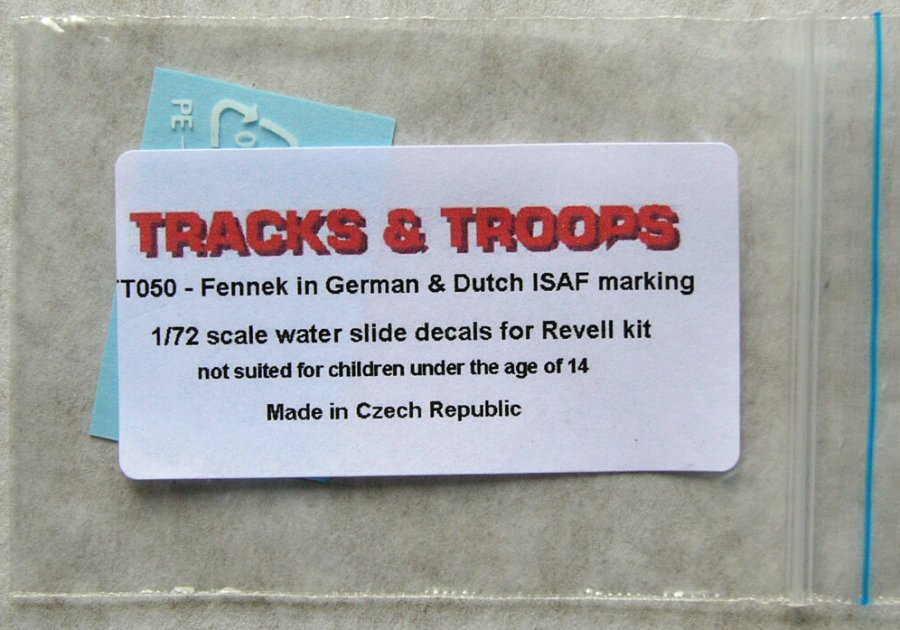 PE
TRACKS & TROOPS
TT050 - Fennek in German & Dutch ISAF marking
1/72 scale water slide decals for Revell kit
not suited for children under the age of 14
Made in Czech Republic